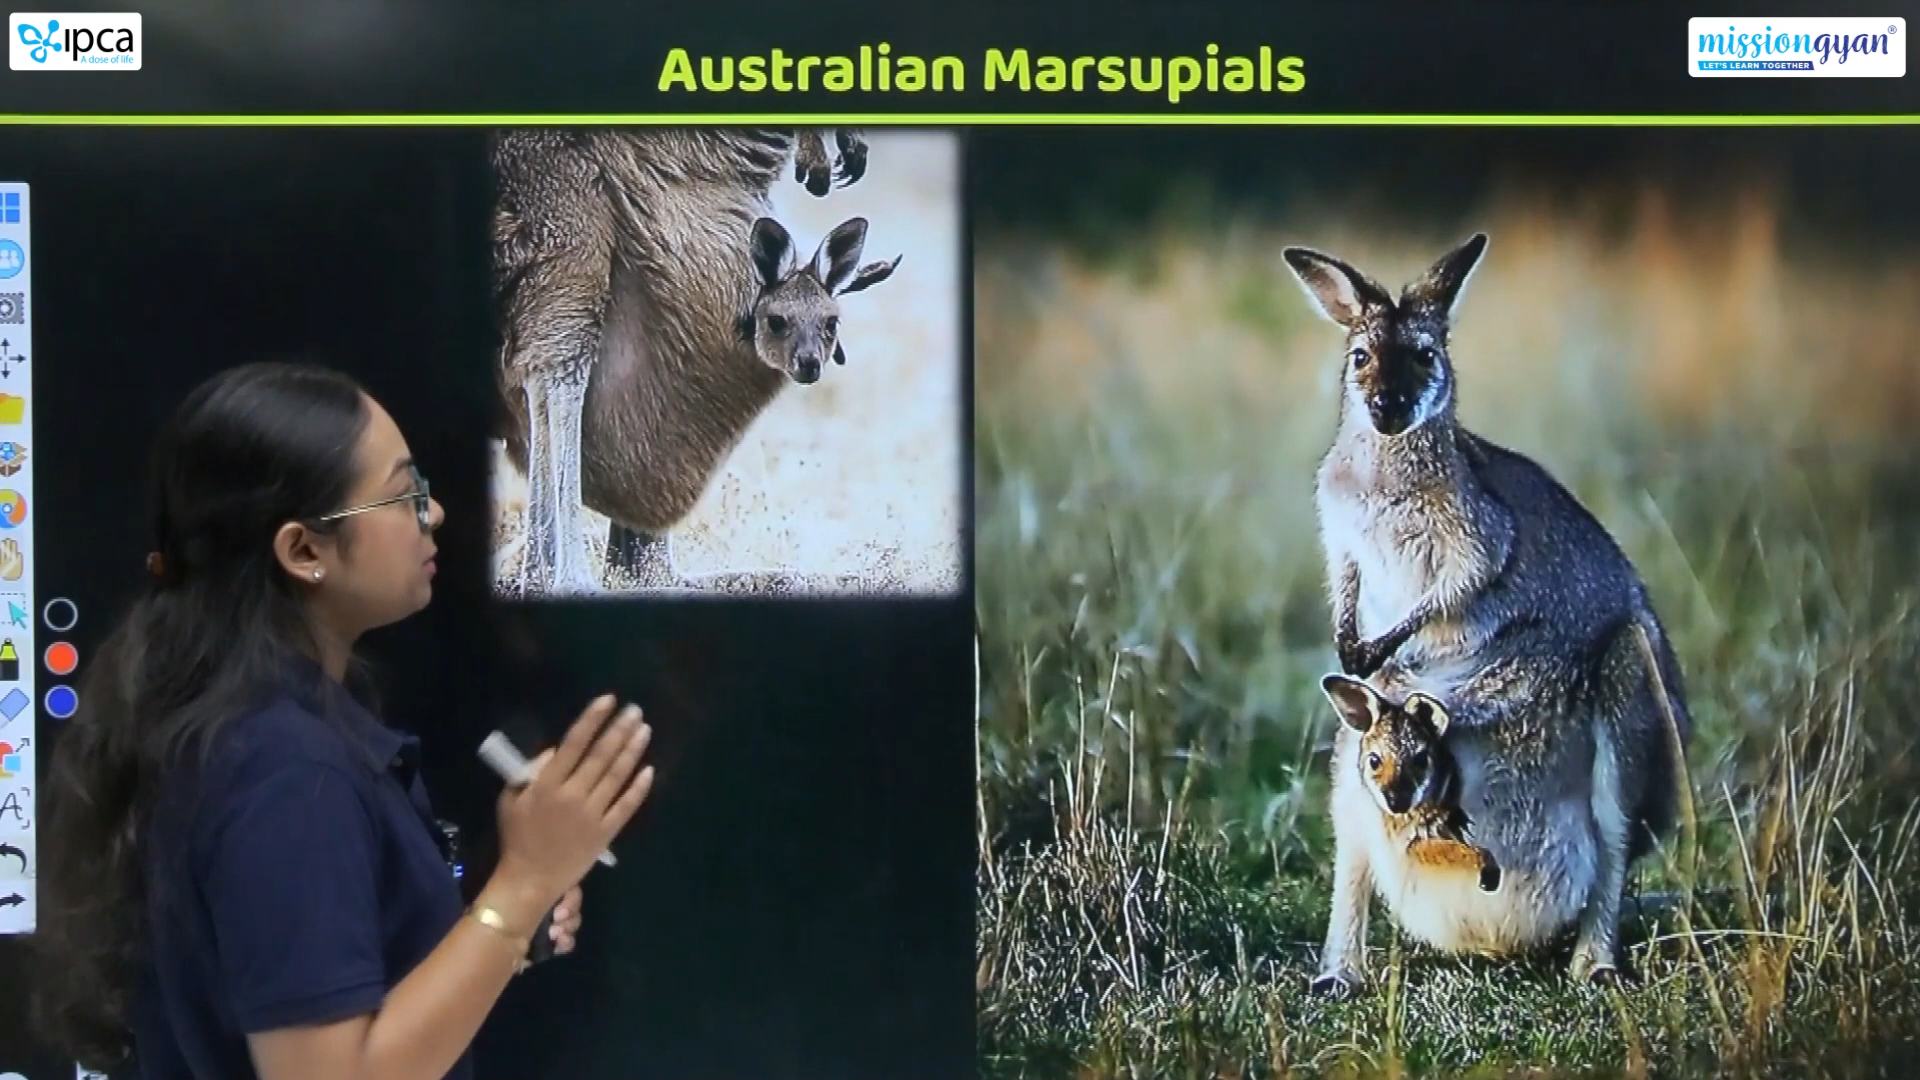 ipca
A dose of life
Australian Marsupials
missiongyan®
LET'S LEARN TOGETHER
A